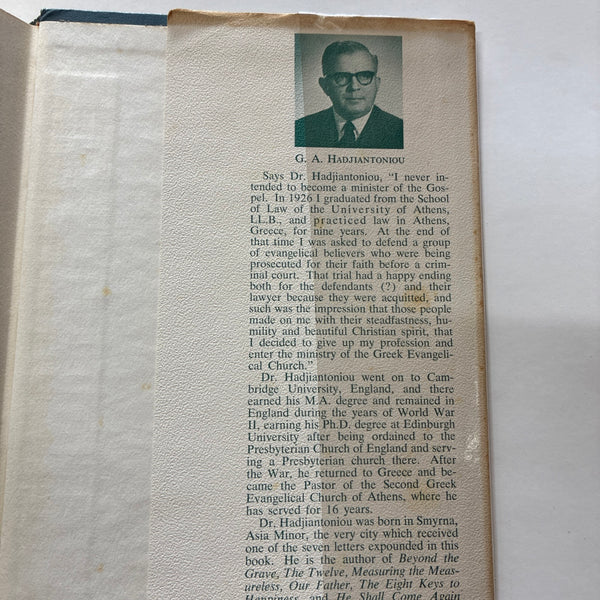 G. A. HADJIANTONIOU
Says Dr. Hadjiantoniou, "I never in-
tended to become a minister of the Gos-
pel. In 1926 I graduated from the School
of Law of the University of Athens,
LL.B., and practiced law in Athens,
Greece, for nine years. At the end of
that time I was asked to defend a group
of evangelical believers who were being
prosecuted for their faith before a crim-
inal court. That trial had a happy ending
both for the defendants (?) and their
lawyer because they were acquitted, and
such was the impression that those people
made on me with their steadfastness, hu-
mility and beautiful Christian spirit, that
I decided to give up my profession and
enter the ministry of the Greek Evangeli-
cal Church."
Dr. Hadjiantoniou went on to Cam-
bridge University, England, and there
earned his M.A. degree and remained in
England during the years of World War
II, earning his Ph.D. degree at Edinburgh
University after being ordained to the
Presbyterian Church of England and serv-
ing a Presbyterian church there. After
the War, he returned to Greece and be-
came the Pastor of the Second Greek
Evangelical Church of Athens, where he
has served for 16 years.
Dr. Hadjiantoniou was born in Smyrna,
Asia Minor, the very city which received
one of the seven letters expounded in this
book. He is the author of Beyond the
Grave, The Twelve, Measuring the Meas-
ureless, Our Father, The Eight Keys to
Happiness, and He Shall Come Again